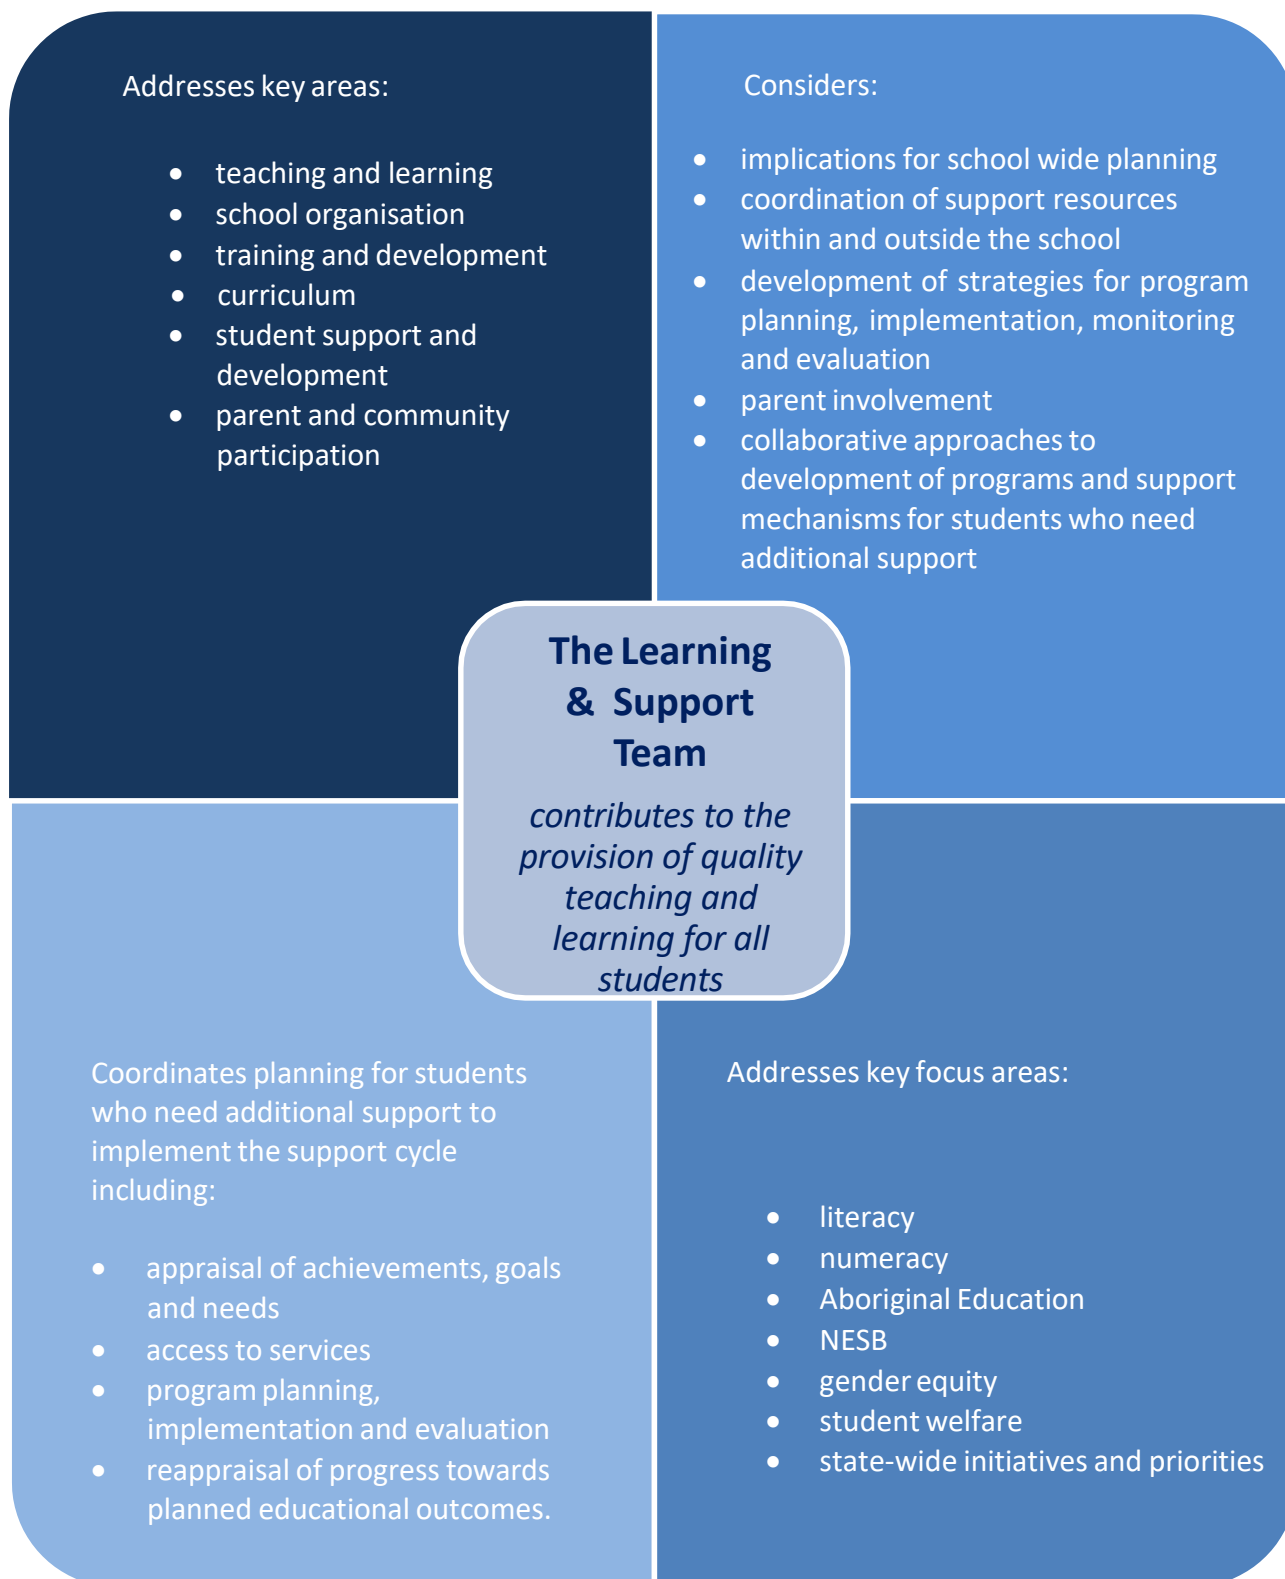 Addresses key areas:
• teaching and learning
• school organisation
• training and development
• curriculum
• student support and
development
• parent and community
participation
Considers:
• implications for school wide planning
• coordination of support resources
within and outside the school
• development of strategies for program
planning, implementation, monitoring
and evaluation
• parent involvement
• collaborative approaches to
development of programs and support
mechanisms for students who need
additional support
The Learning
& Support
Team
contributes to the
provision of quality
teaching and
learning for all
students
Coordinates planning for students
who need additional support to
implement the support cycle
including:
• appraisal of achievements, goals
and needs
• access to services
• program planning,
implementation and evaluation
• reappraisal of progress towards
planned educational outcomes.
Addresses key focus areas:
• literacy
• numeracy
• Aboriginal Education
• NESB
• gender equity
• student welfare
• state-wide initiatives and priorities